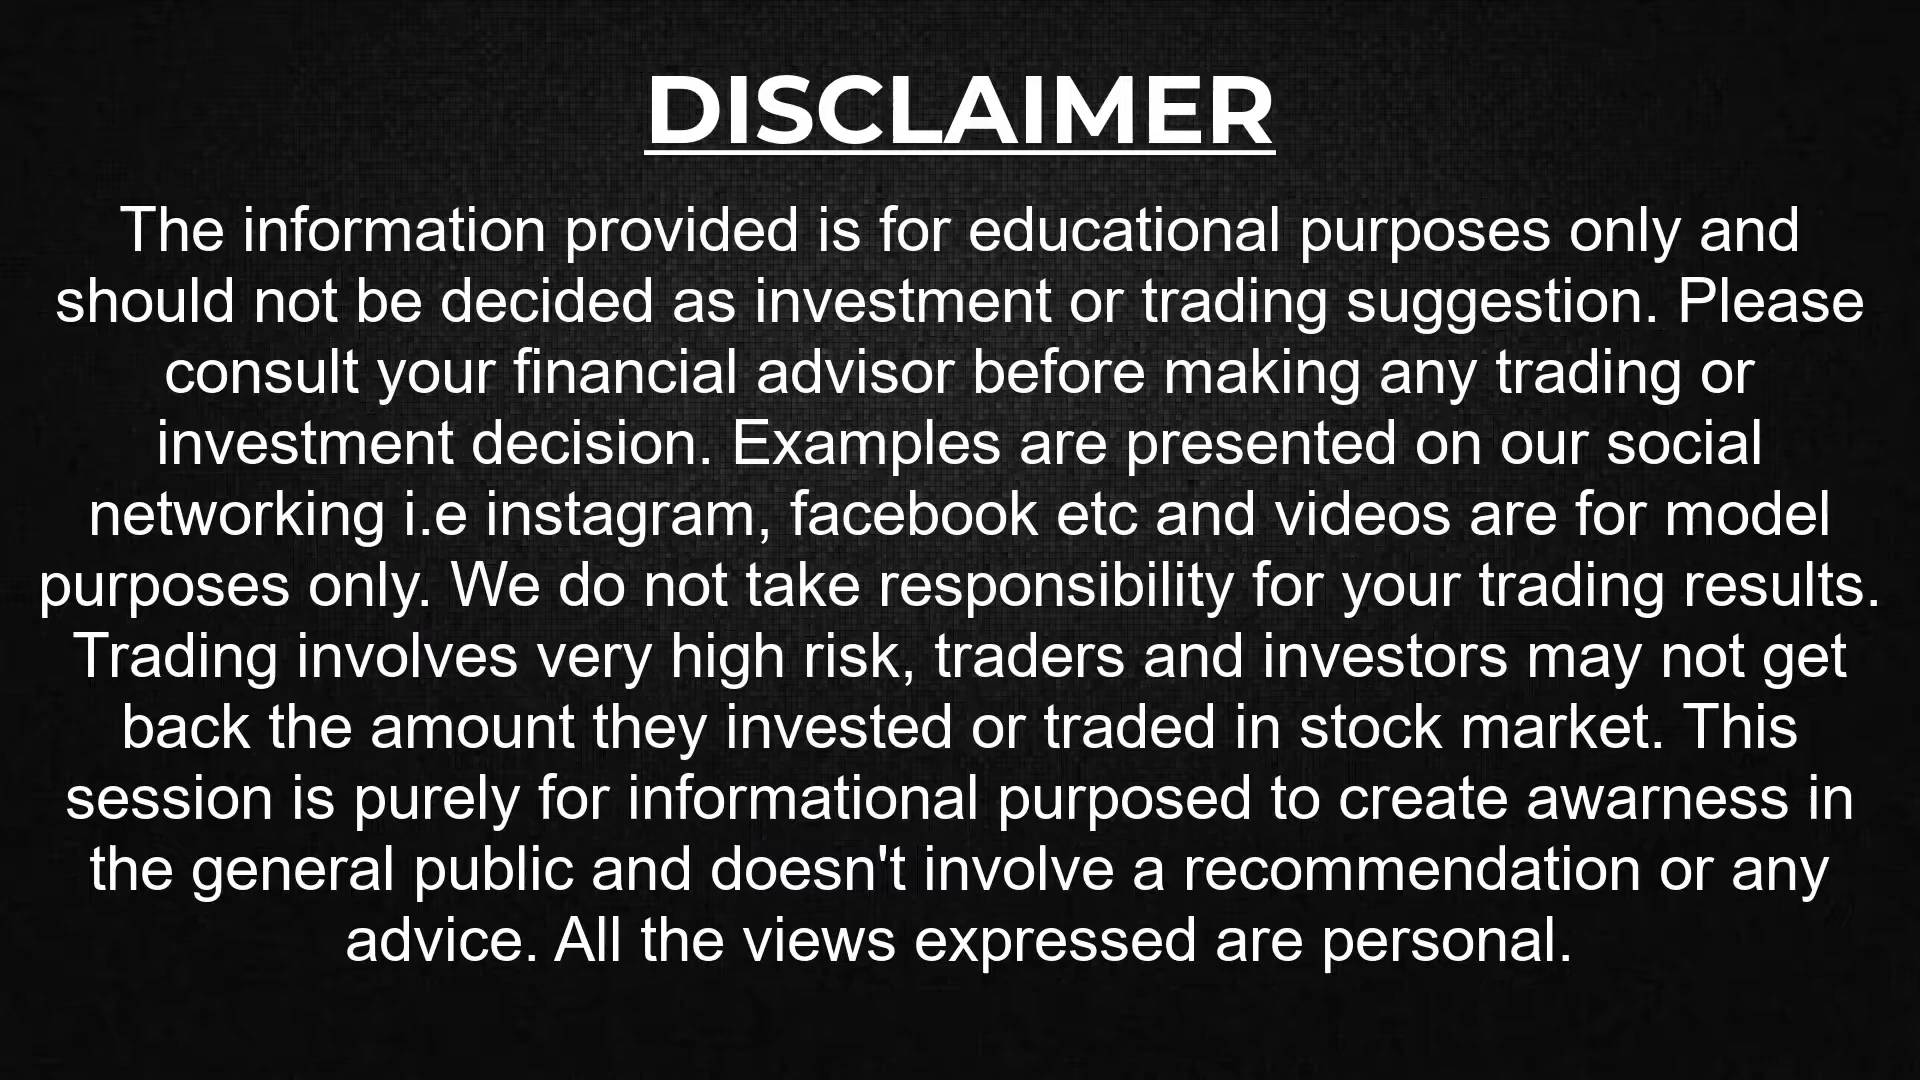 DISCLAIMER
The information provided is for educational purposes only and
should not be decided as investment or trading suggestion. Please
consult your financial advisor before making any trading or
investment decision. Examples are presented on our social
networking i.e instagram, facebook etc and videos are for model
purposes only. We do not take responsibility for your trading results.
Trading involves very high risk, traders and investors may not get
back the amount they invested or traded in stock market. This
session is purely for informational purposed to create awarness in
the general public and doesn't involve a recommendation or any
advice. All the views expressed are personal.